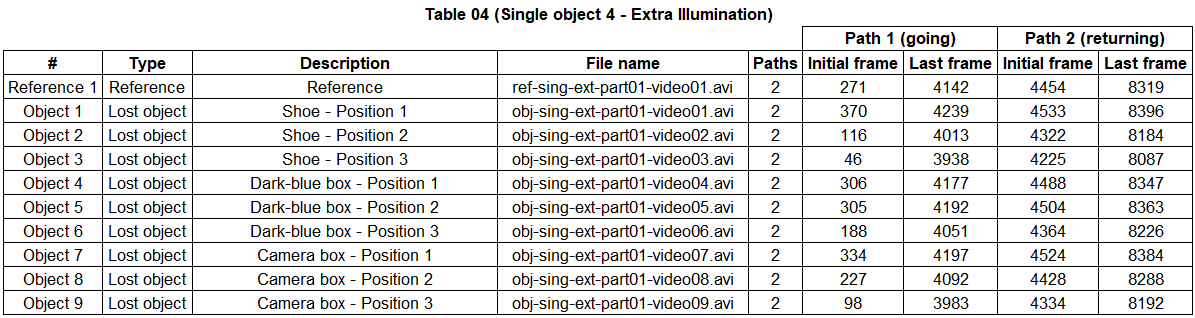 Table 04 (Single object 4 - Extra Illumination)
Path 1 (going) Path 2 (returning)
# Type Description File name Paths Initial frame Last frame Initial frame Last frame
Reference 1 Reference Reference ref-sing-ext-part01-video01.avi 2 271 4142 4454 8319
Object 1 Lost object Shoe - Position 1 obj-sing-ext-part01-video01.avi 2 370 4239 4533 8396
Object 2 Lost object Shoe - Position 2 obj-sing-ext-part01-video02.avi 2 116 4013 4322 8184
Object 3 Lost object Shoe - Position 3 obj-sing-ext-part01-video03.avi 2 46 3938 4225 8087
Object 4 Lost object Dark-blue box - Position 1 obj-sing-ext-part01-video04.avi 2 306 4177 4488 8347
Object 5 Lost object Dark-blue box - Position 2 obj-sing-ext-part01-video05.avi 2 305 4192 4504 8363
Object 6 Lost object Dark-blue box - Position 3 obj-sing-ext-part01-video06.avi 2 188 4051 4364 8226
Object 7 Lost object Camera box - Position 1 obj-sing-ext-part01-video07.avi 2 334 4197 4524 8384
Object 8 Lost object Camera box - Position 2 obj-sing-ext-part01-video08.avi 2 227 4092 4428 8288
Object 9 Lost object Camera box - Position 3 obj-sing-ext-part01-video09.avi 2 98 3983 4334 8192